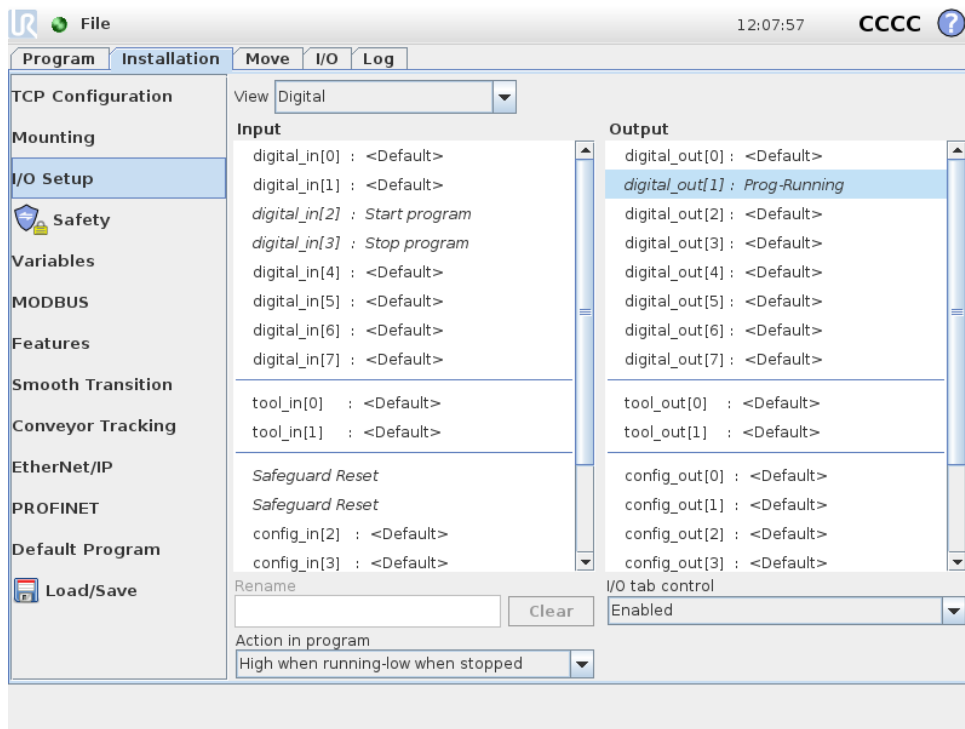 UR File 12:07:57 CCCC ?
Program Installation Move I/O Log
TCP Configuration
Mounting
I/O Setup
Safety
Variables
MODBUS
Features
Smooth Transition
Conveyor Tracking
EtherNet/IP
PROFINET
Default Program
Load/Save
View Digital
Input
digital_in[0] : <Default>
digital_in[1] : <Default>
digital_in[2] : Start program
digital_in[3] : Stop program
digital_in[4] : <Default>
digital_in[5] : <Default>
digital_in[6] : <Default>
digital_in[7] : <Default>
tool_in[0] : <Default>
tool_in[1] : <Default>
Safeguard Reset
Safeguard Reset
config_in[2] : <Default>
config_in[3] : <Default>
Output
digital_out[0] : <Default>
digital_out[1] : Prog-Running
digital_out[2] : <Default>
digital_out[3] : <Default>
digital_out[4] : <Default>
digital_out[5] : <Default>
digital_out[6] : <Default>
digital_out[7] : <Default>
tool_out[0] : <Default>
tool_out[1] : <Default>
config_out[0] : <Default>
config_out[1] : <Default>
config_out[2] : <Default>
config_out[3] : <Default>
Rename
Clear
Action in program
High when running-low when stopped
I/O tab control
Enabled